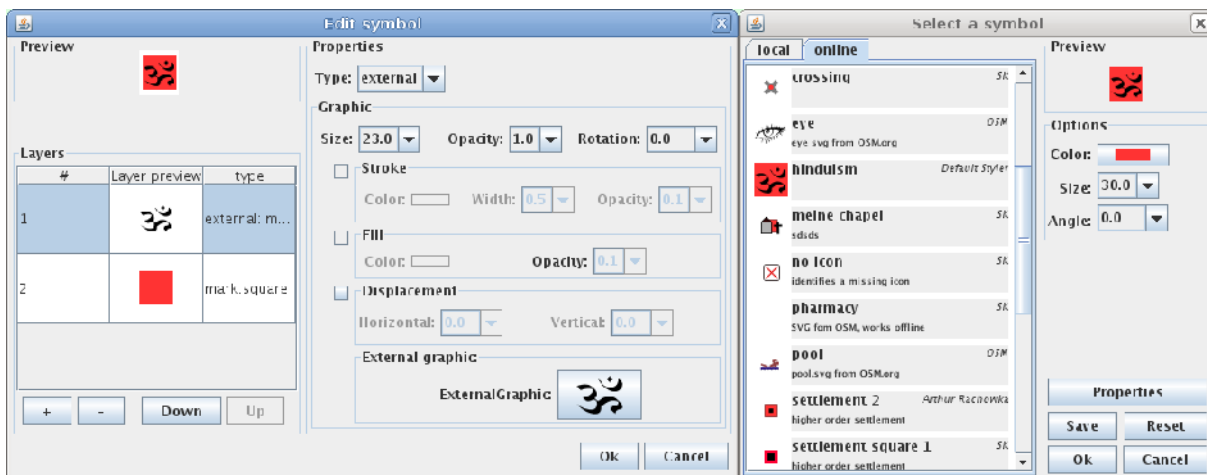 Edit symbol
Preview
Layers
# Layer preview type
1 ॐ external: m...
2 mark:square
+ - Down Up
Properties
Type: external
Graphic
Size: 23.0 Opacity: 1.0 Rotation: 0.0
Stroke
Color: Width: 0.5 Opacity: 0.1
Fill
Color: Opacity: 0.1
Displacement
Horizontal: 0.0 Vertical: 0.0
External graphic
ExternalGraphic ॐ
Ok Cancel
Select a symbol
local online
crossing SK
eye OSM
eye svg from OSM.org
hinduism Default Styler
meine chapel SK
sdsds
no icon SK
identifies a missing icon
pharmacy SK
SVG fom OSM, works offline
pool OSM
pool.svg from OSM.org
settlement 2 Arthur Rachowka
higher order settlement
settlement square 1 SK
higher order settlement
Preview
ॐ
Options
Color:
Size: 30.0
Angle: 0.0
Properties
Save Reset
Ok Cancel